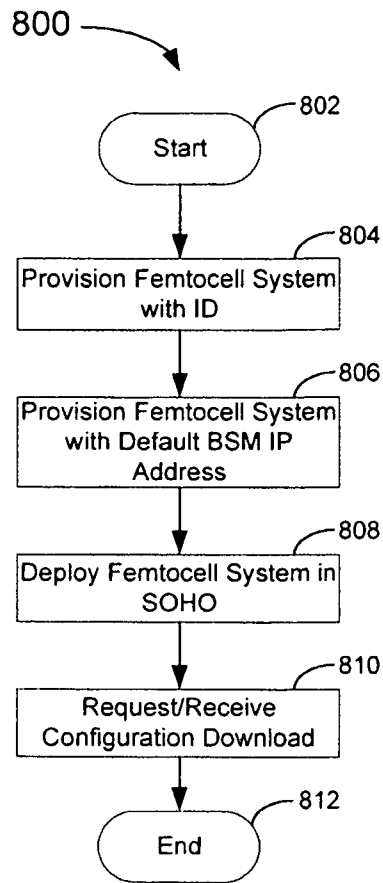 800
802
Start
804
Provision Femtocell System
with ID
806
Provision Femtocell System
with Default BSM IP
Address
808
Deploy Femtocell System in
SOHO
810
Request/Receive
Configuration Download
812
End